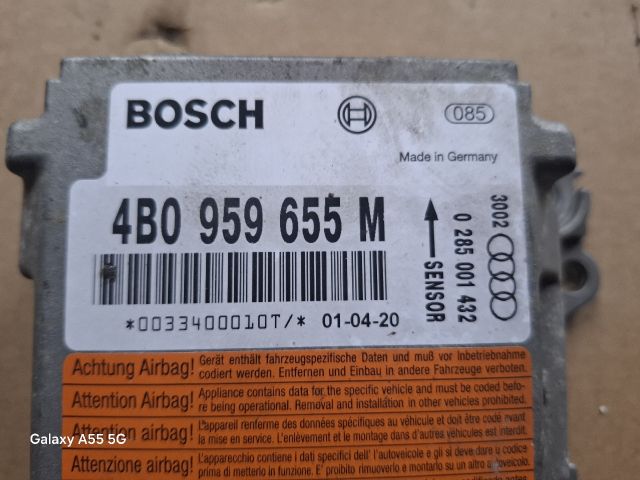 BOSCH
085
Made in Germany
4B0 959 655 M
SENSOR
0 285 001 432
3002
*0033400010T/* 01-04-20
Achtung Airbag! Gerät enthält fahrzeugspezifische Daten und muß vor Inbetriebnahme
codiert werden. Entfernen und Einbau in andere Fahrzeuge verboten.
Attention Airbag! Appliance contains data for the specific vehicle and must be coded befo-
re being operational. Removal and installation in other vehicles prohibited.
Attention airbag! L'appareil renferme des données spécifiques au véhicule et doit être codé avant
la mise en service. L'enlèvement et le montage dans d'autres véhicules est interdit.
Attenzione airbag! L'apparecchio contiene i dati specifici dell' l'autoveicolo e gli si deve dare u codice
prima di metterlo in funzione. E' proibito rimuoverlo e montarlo su un altro autoveicolo.
Galaxy A55 5G